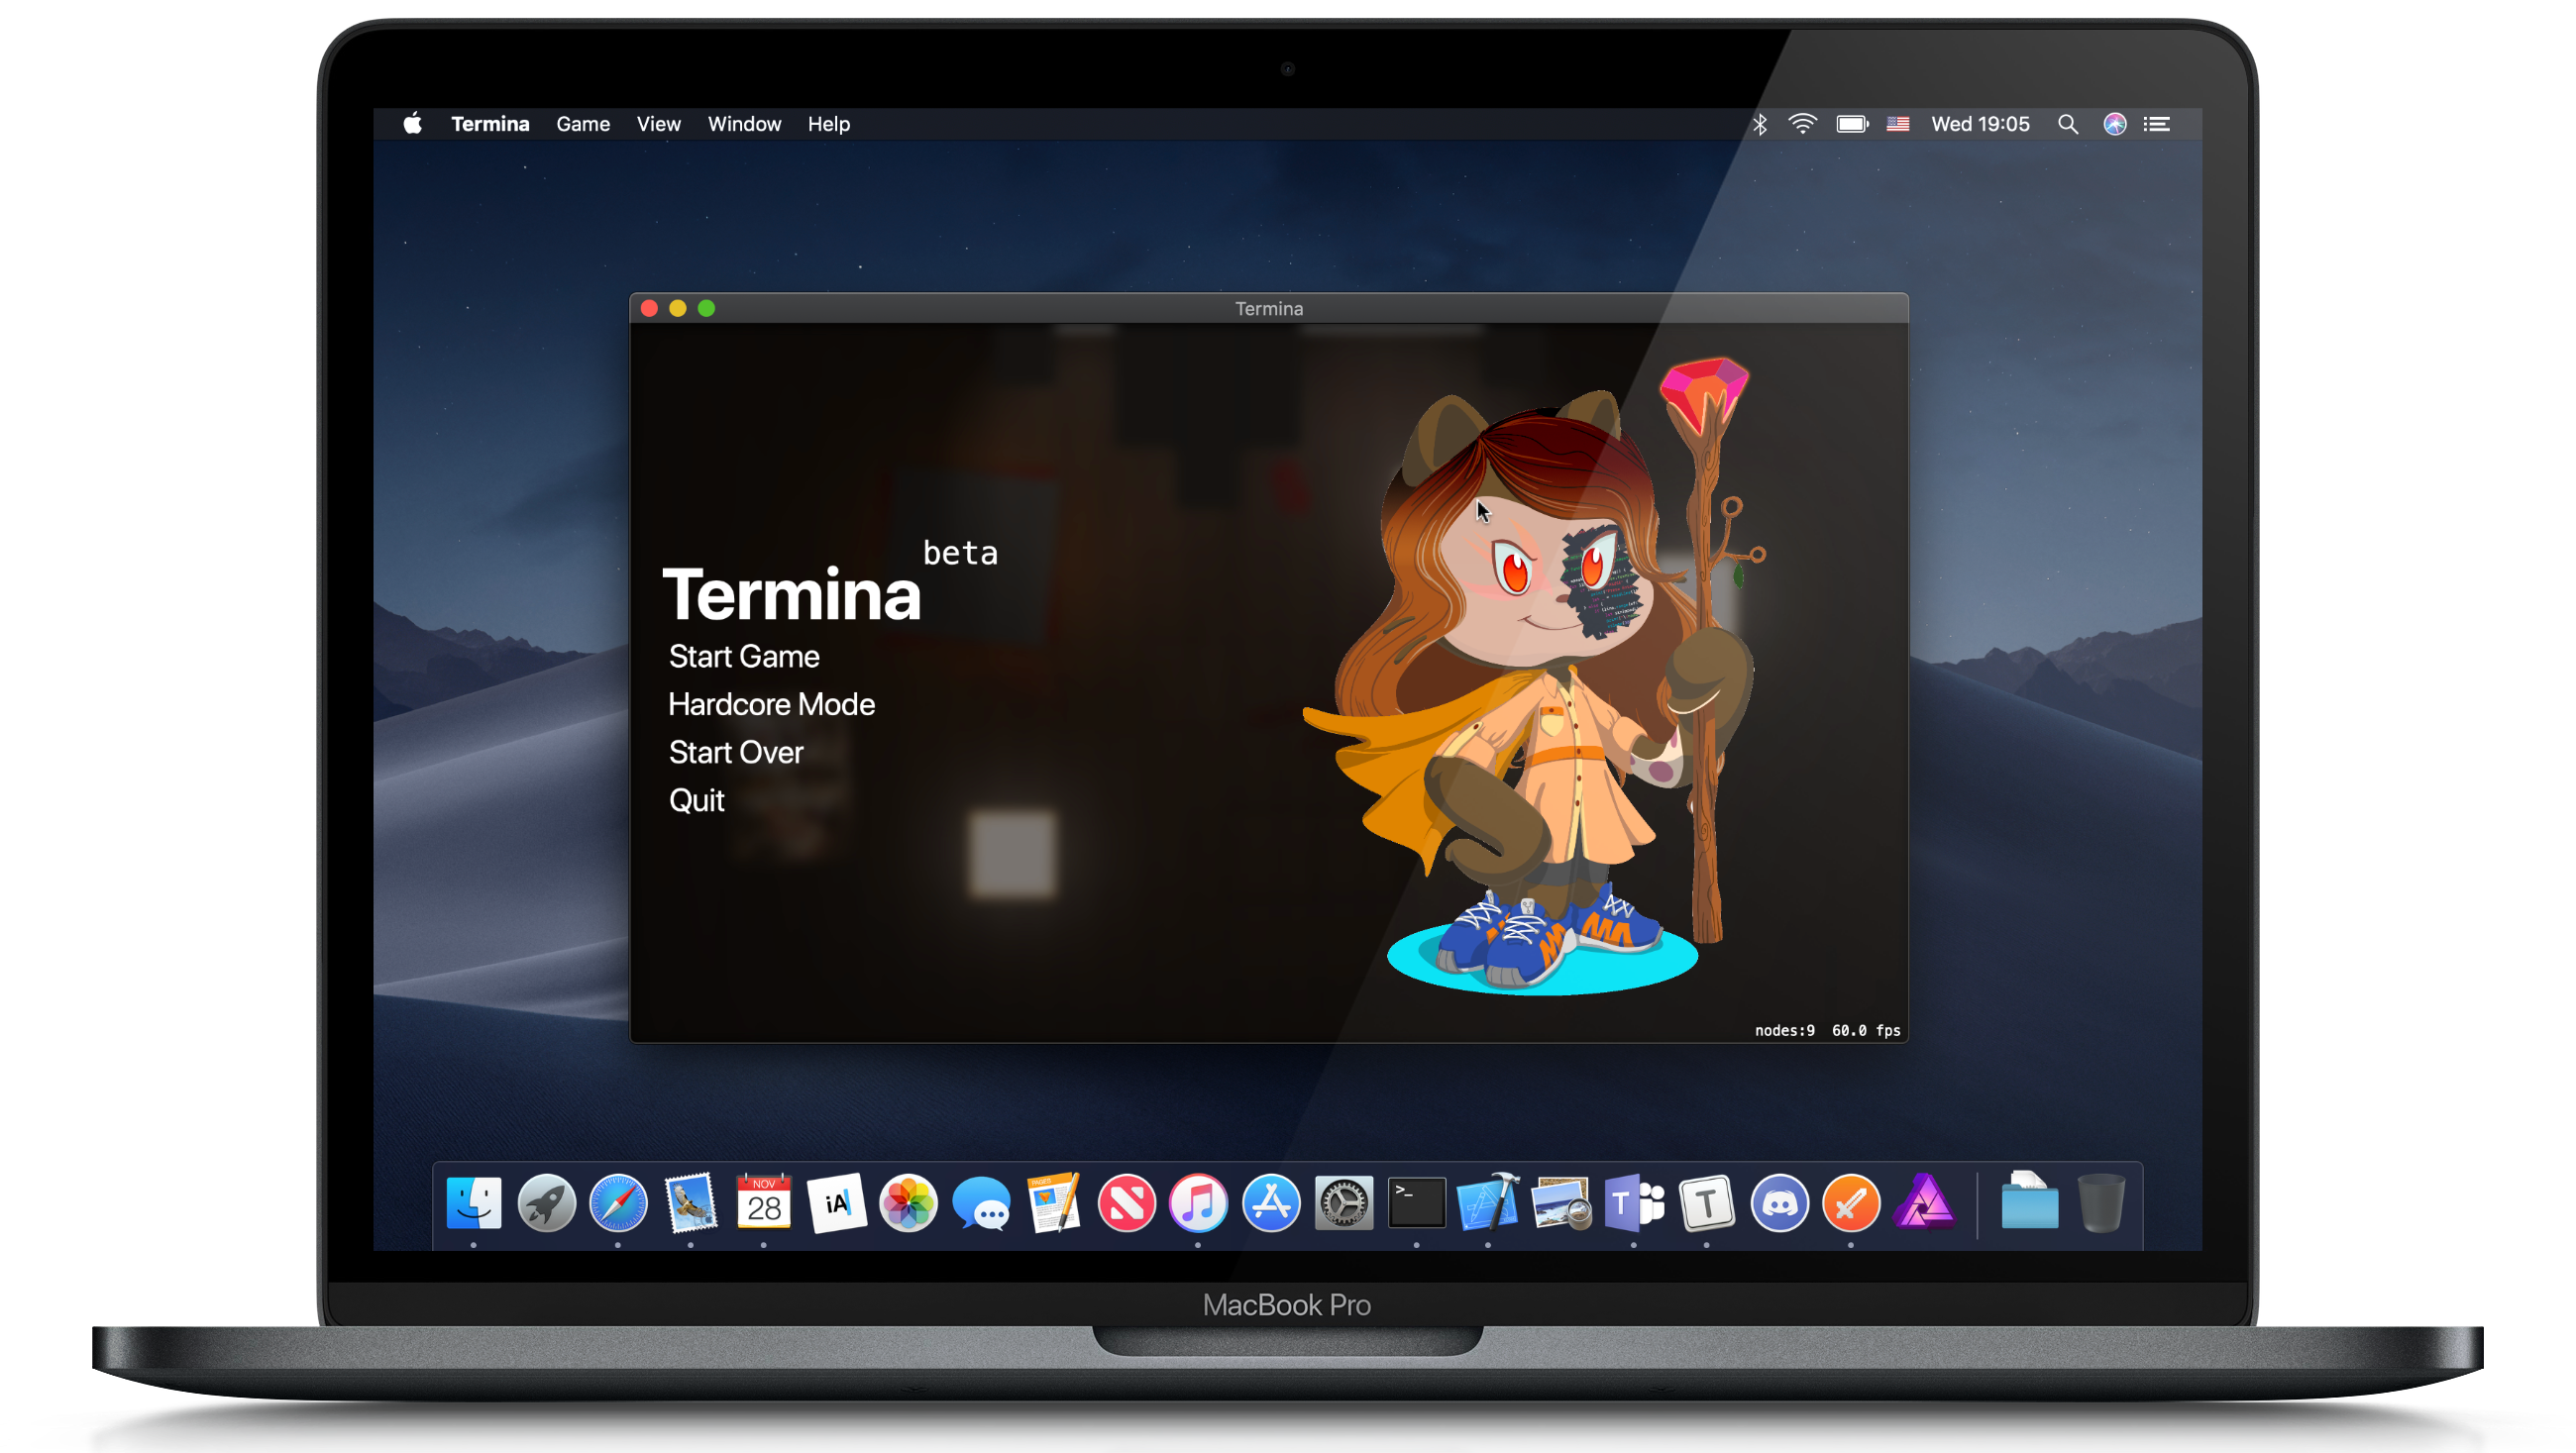 Termina Game View Window Help Wed 19:05
Termina
beta
Termina
Start Game
Hardcore Mode
Start Over
Quit
nodes:9 60.0 fps
NOV
28
iA
PAGES
>_
T
T
MacBook Pro